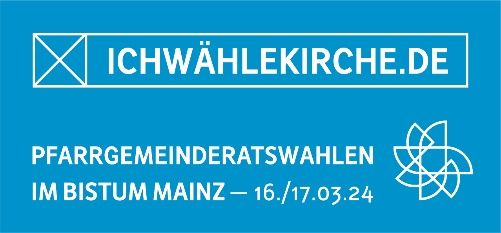 ICHWÄHLEKIRCHE.DE
PFARRGEMEINDERATSWAHLEN
IM BISTUM MAINZ – 16./17.03.24